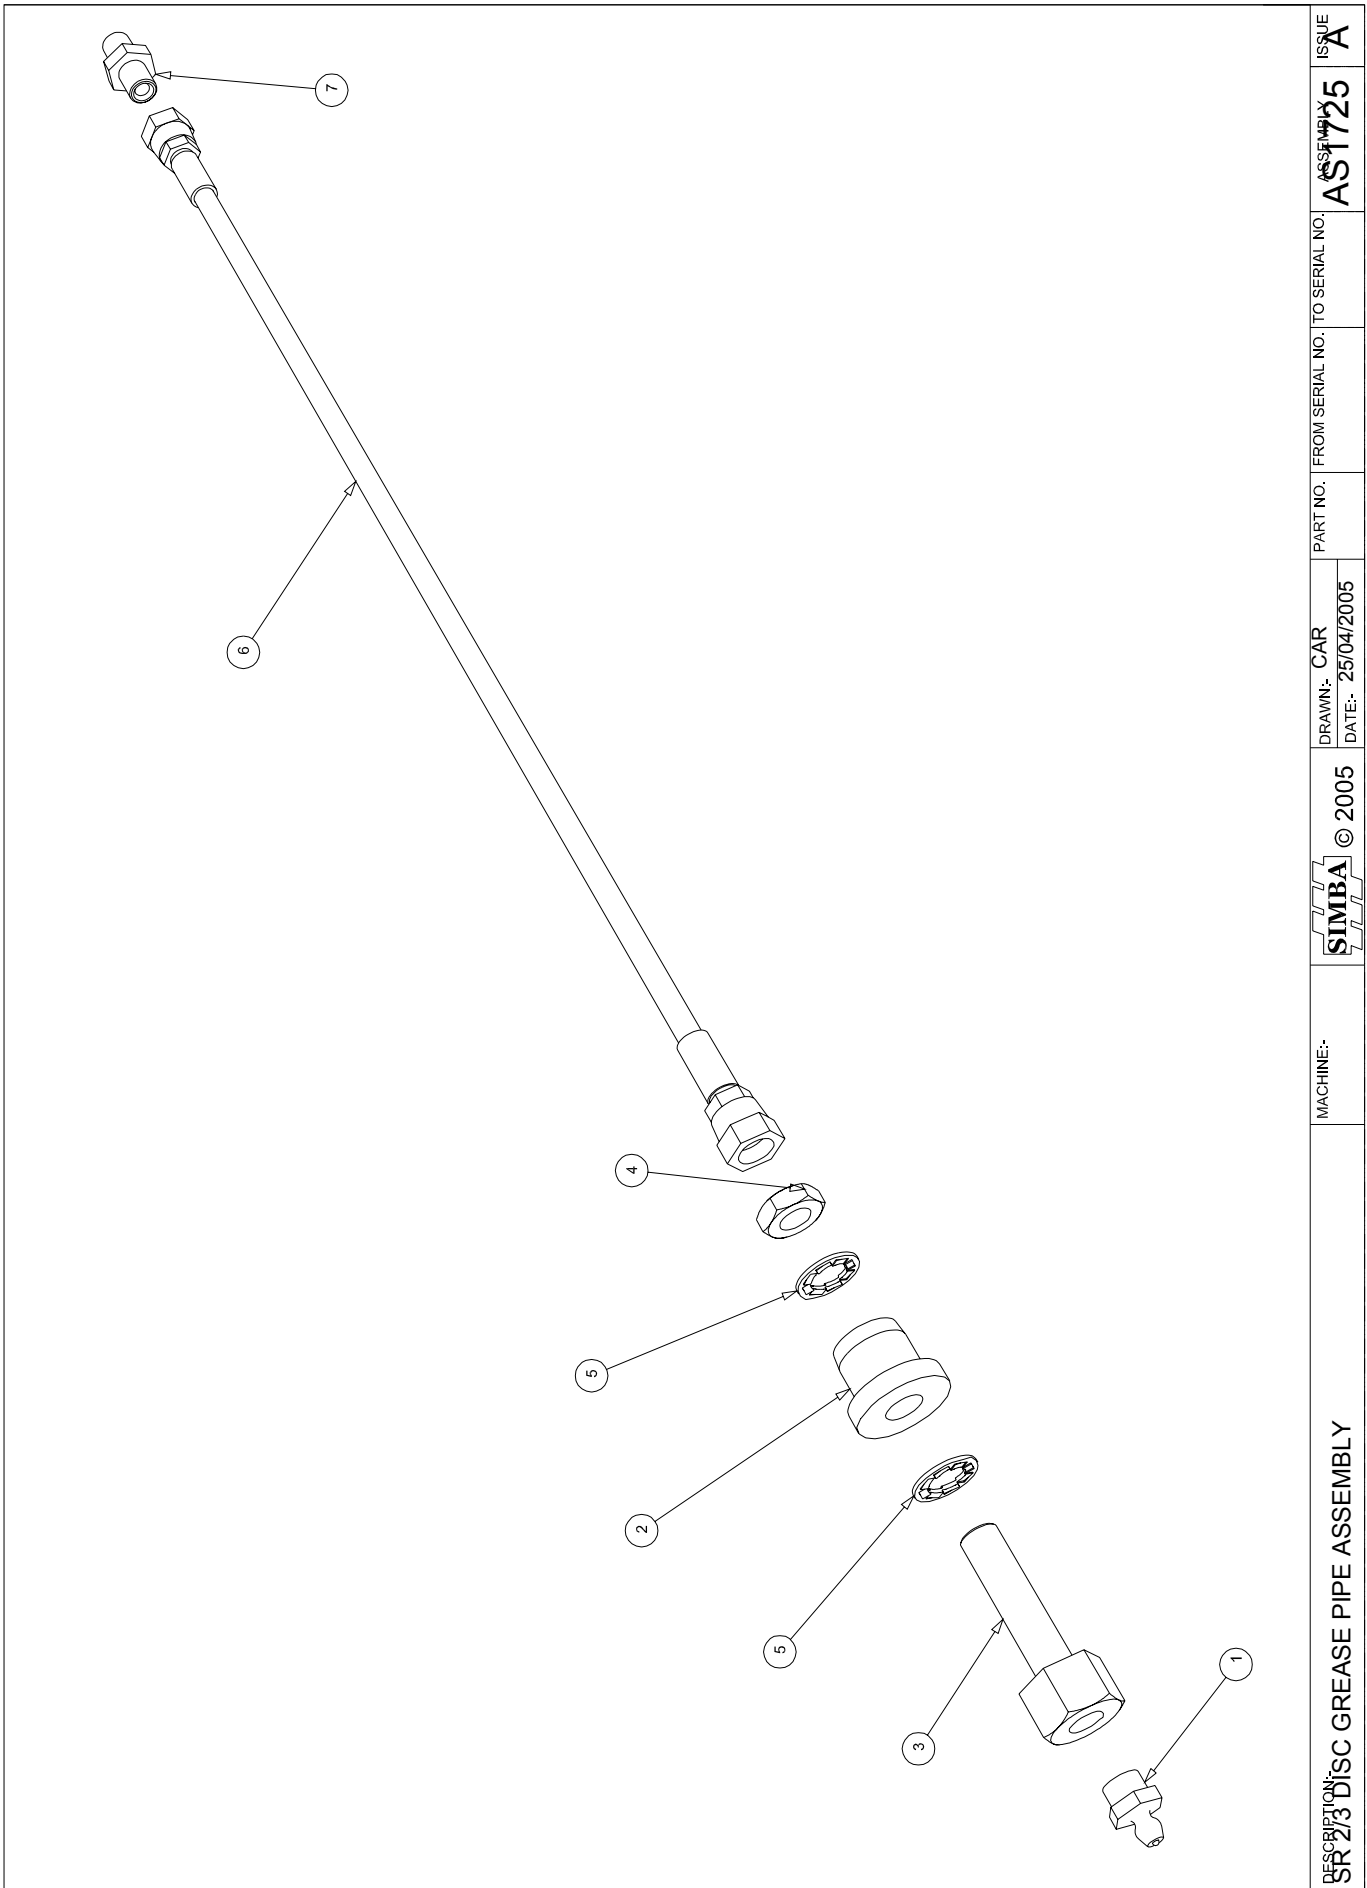 7
6
4
5
2
5
3
1
DESCRIPTION:-
SR 2/3 DISC GREASE PIPE ASSEMBLY
MACHINE:-
SIMBA
© 2005
DRAWN:- CAR
DATE:- 25/04/2005
PART NO.
FROM SERIAL NO.
TO SERIAL NO.
ASSEMBLY
AS1725
ISSUE
A